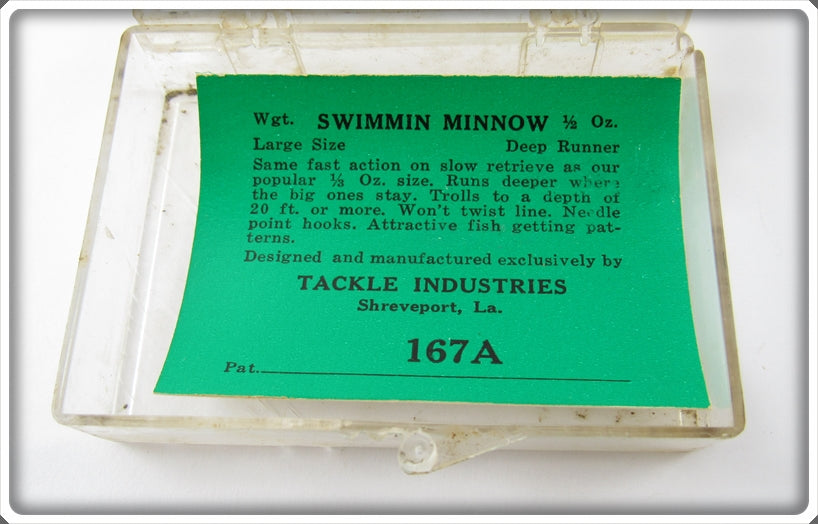 Wgt. SWIMMIN MINNOW ½ Oz.
Large Size Deep Runner
Same fast action on slow retrieve as our
popular ⅓ Oz. size. Runs deeper where
the big ones stay. Trolls to a depth of
20 ft. or more. Won't twist line. Needle
point hooks. Attractive fish getting pat-
terns.
Designed and manufactured exclusively by
TACKLE INDUSTRIES
Shreveport, La.
167A
Pat.